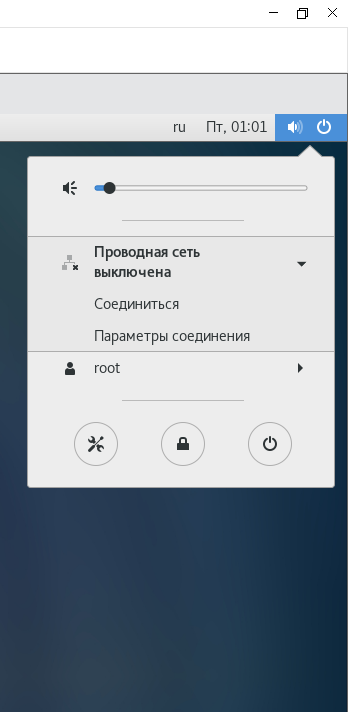 ru Пт, 01:01
Проводная сеть
выключена
Соединиться
Параметры соединения
root